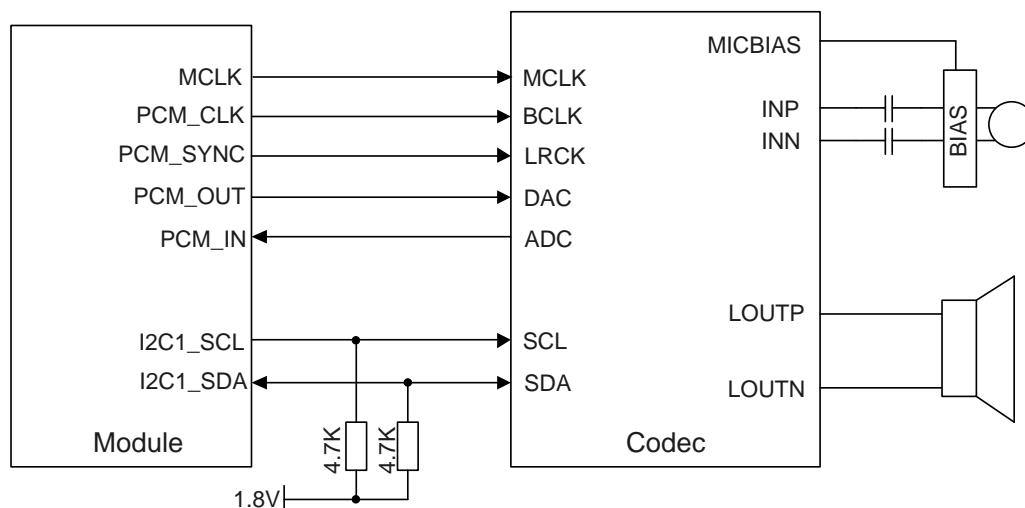 MCLK
PCM_CLK
PCM_SYNC
PCM_OUT
PCM_IN
I2C1_SCL
I2C1_SDA
Module
4.7K
4.7K
1.8V
MCLK
BCLK
LRCK
DAC
ADC
SCL
SDA
Codec
MICBIAS
INP
INN
LOUTP
LOUTN
BIAS